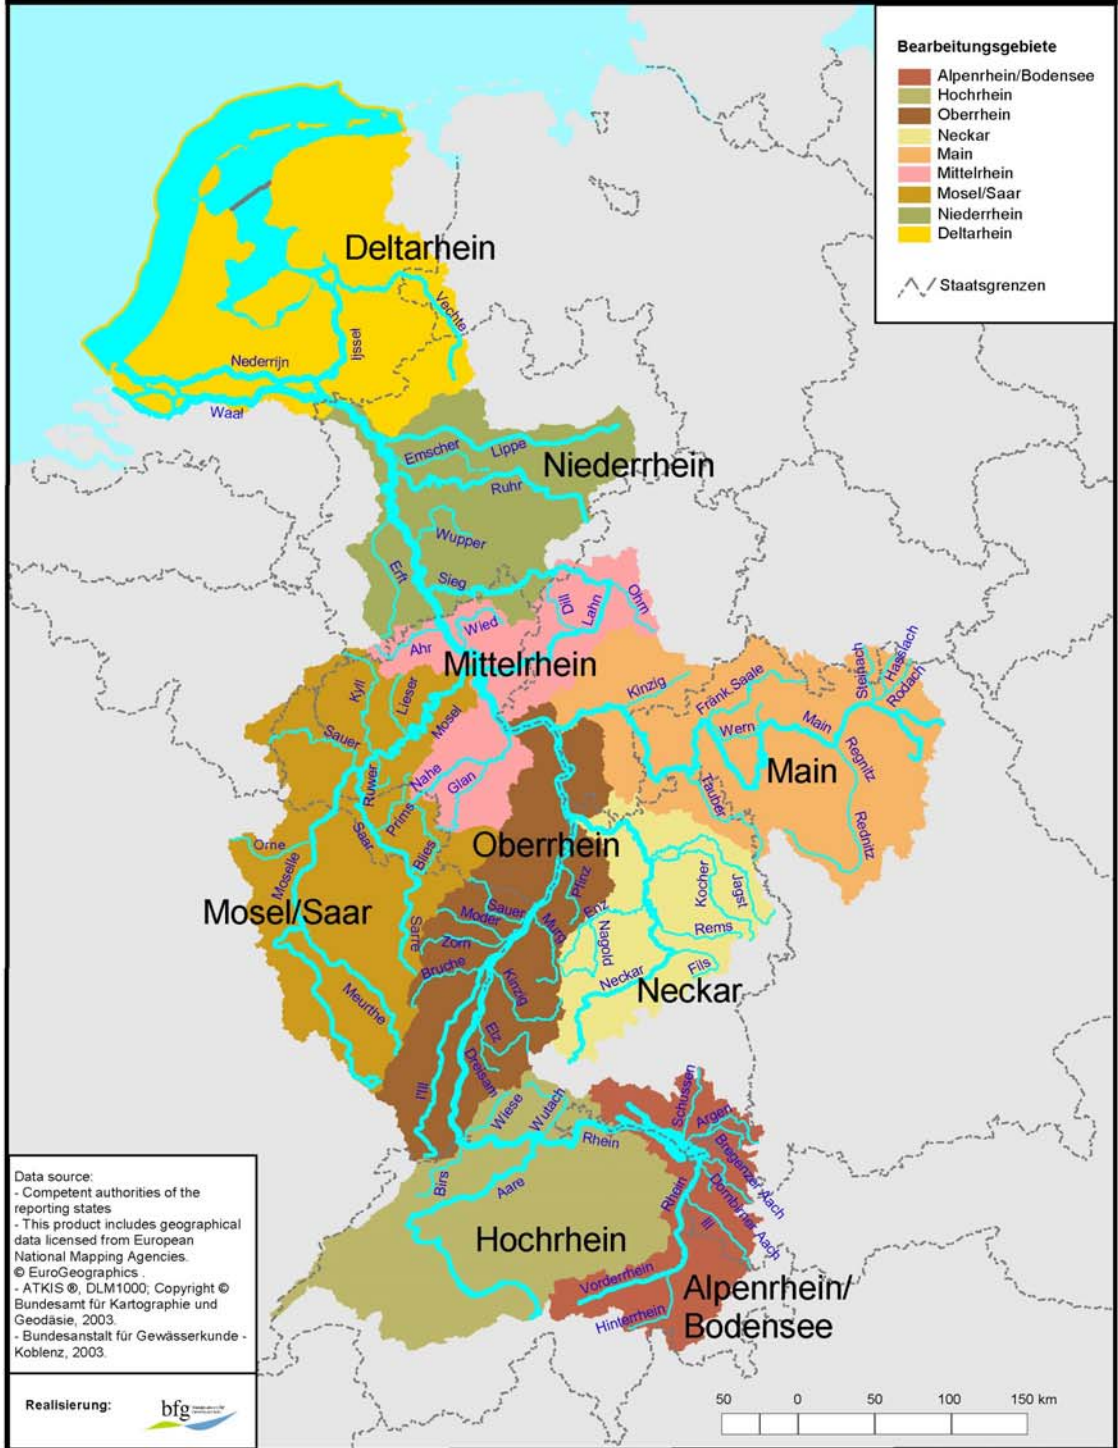 Bearbeitungsgebiete
Alpenrhein/Bodensee
Hochrhein
Oberrhein
Neckar
Main
Mittelrhein
Mosel/Saar
Niederrhein
Deltarhein
Staatsgrenzen
Deltarhein
Vechte
Ijssel
Nederrijn
Waal
Emscher
Lippe
Niederrhein
Ruhr
Wupper
Erft
Sieg
Dill
Lahn
Ohm
Wied
Ahr
Mittelrhein
Steinach
Hasslach
Rodach
Kyll
Lieser
Kinzig
Fränk.Saale
Mosel
Sauer
Wern
Main
Regnitz
Main
Ruwer
Nahe
Glan
Prims
Tauber
Saar
Rednitz
Orne
Blies
Oberrhein
Moselle
Pfinz
Kocher
Jagst
Mosel/Saar
Sauer
Moder
Enz
Murg
Rems
Sarre
Zorn
Nagold
Bruche
Fils
Neckar
Kinzig
Neckar
Meurthe
Elz
Dreisam
Ill
Wiese
Wutach
Schussen
Argen
Rhein
Bregenzer Aach
Birs
Aare
Rhein
Dornbirner Aach
Ill
Hochrhein
Vorderrhein
Alpenrhein/
Bodensee
Hinterrhein
Data source:
- Competent authorities of the
reporting states
- This product includes geographical
data licensed from European
National Mapping Agencies.
© EuroGeographics .
- ATKIS ®, DLM1000; Copyright ©
Bundesamt für Kartographie und
Geodäsie, 2003.
- Bundesanstalt für Gewässerkunde -
Koblenz, 2003.
Realisierung:
bfg
50 0 50 100 150 km